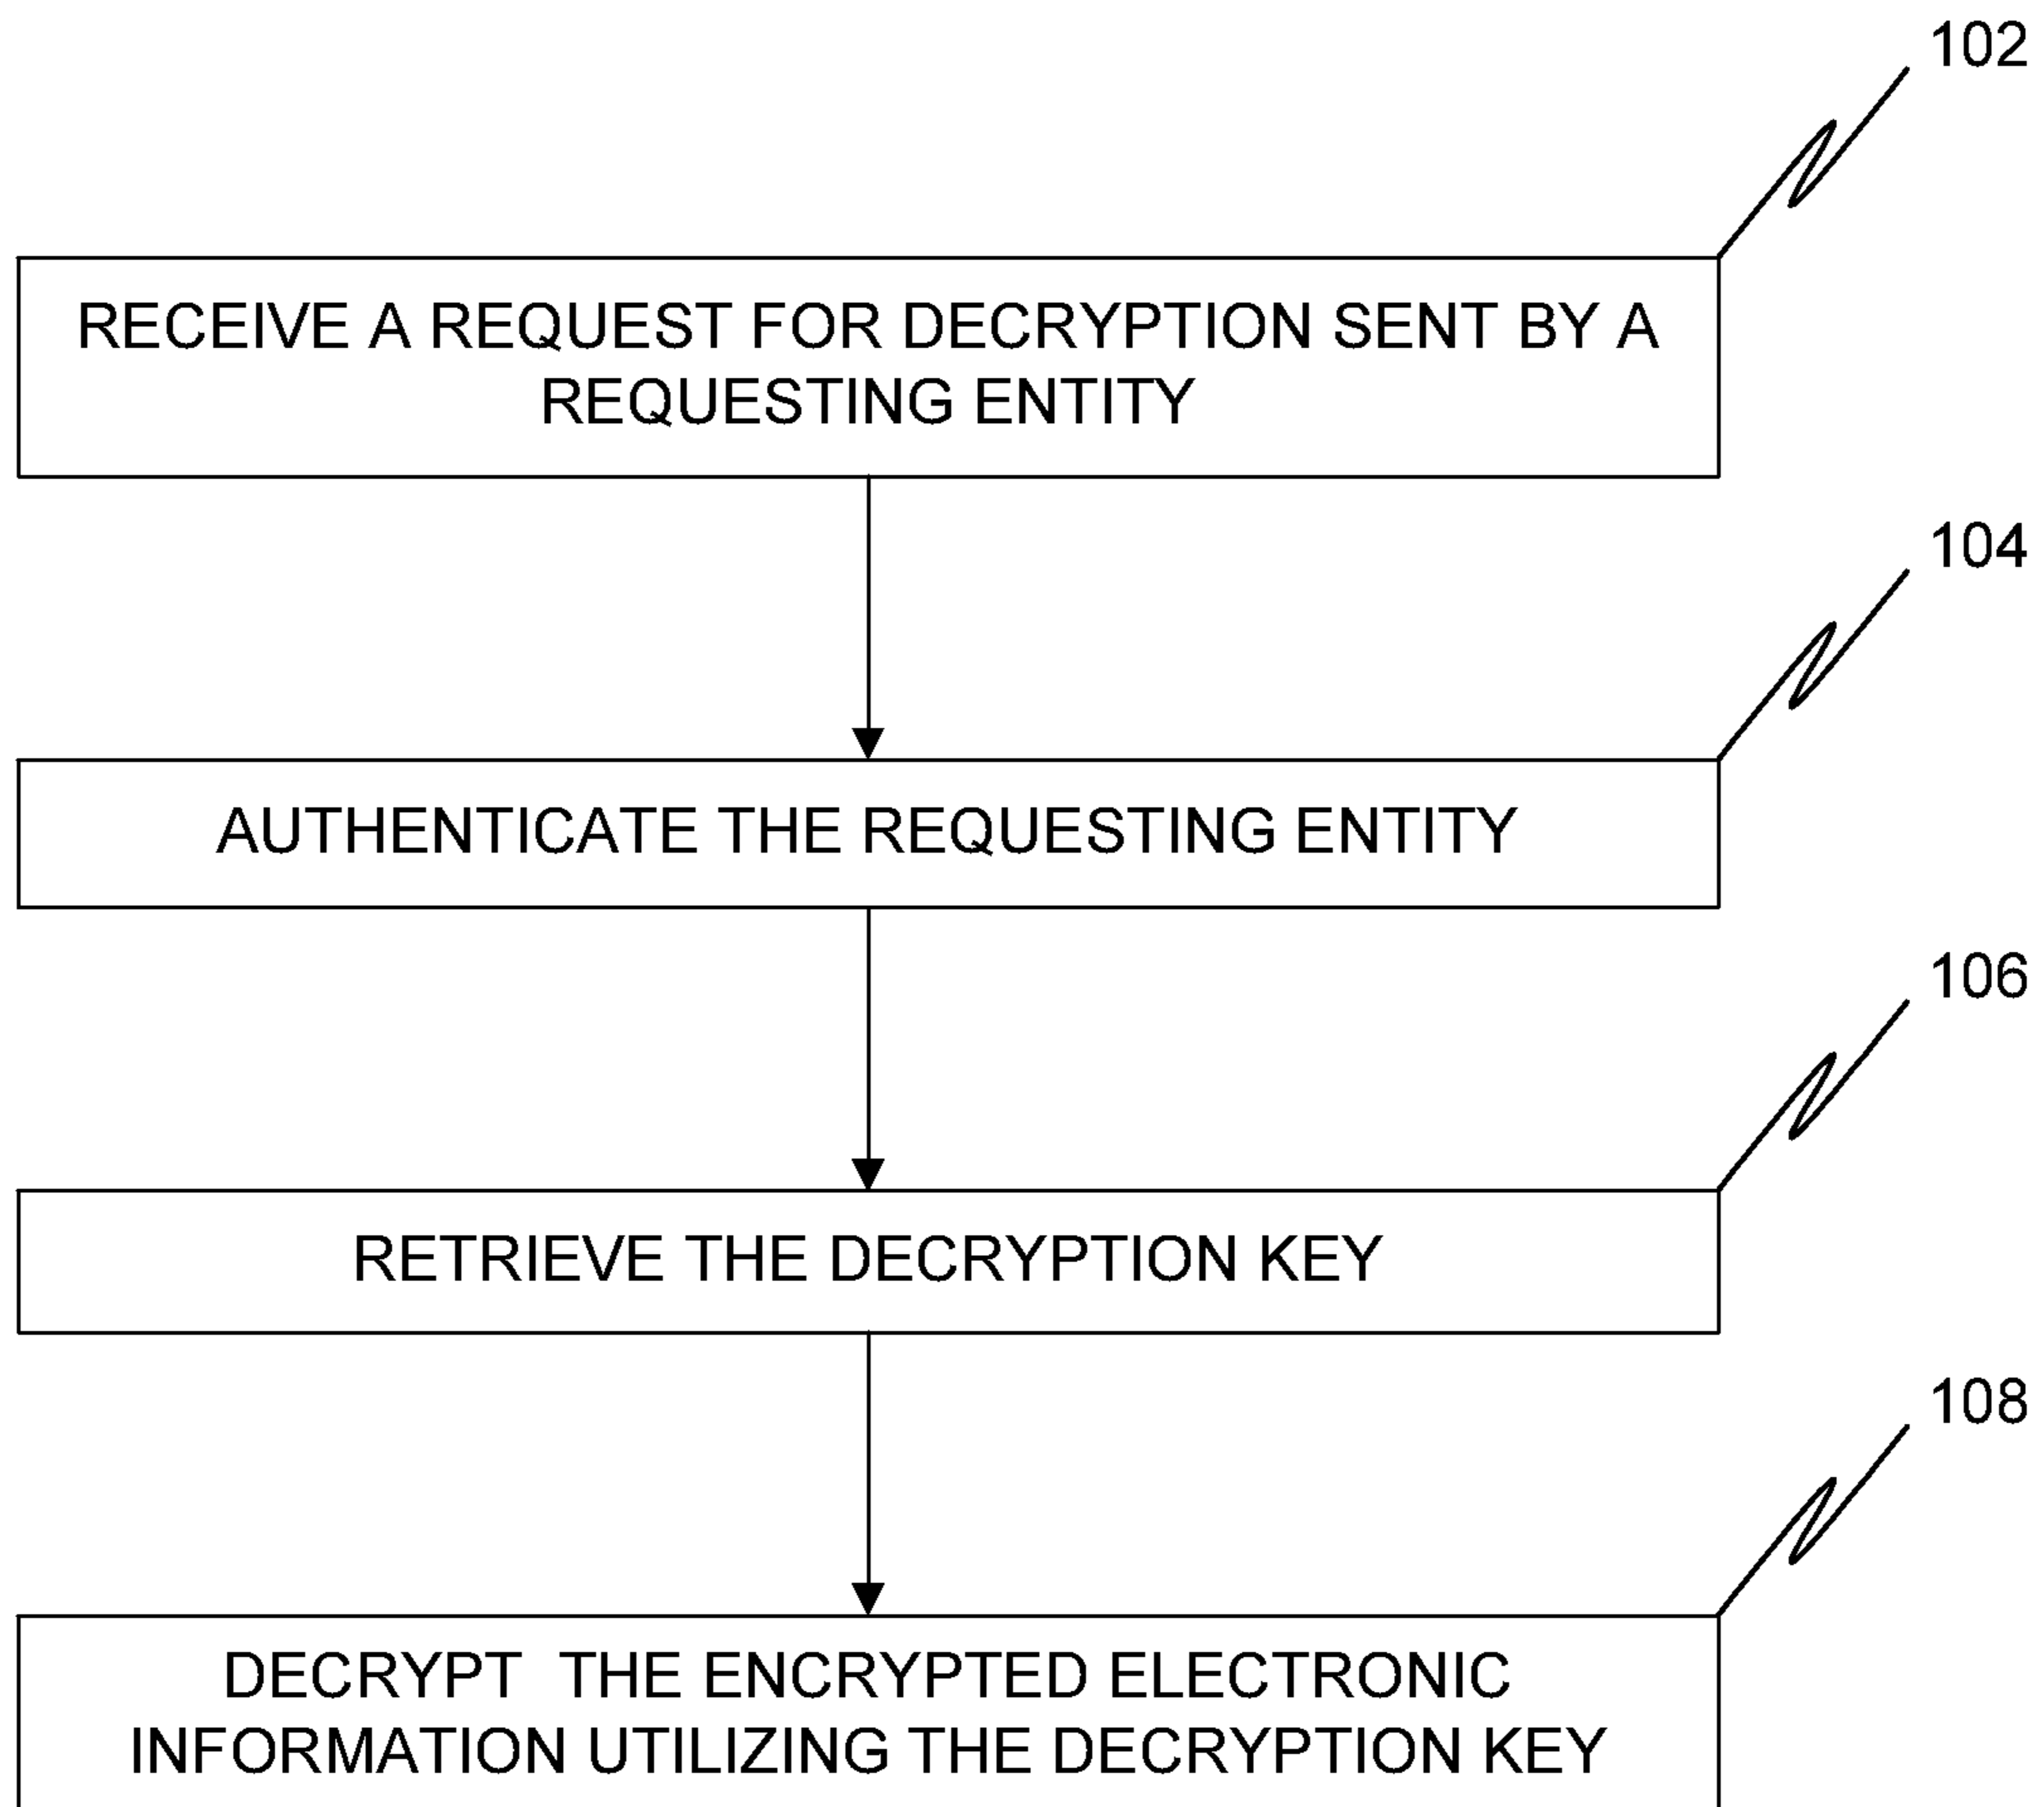 102
RECEIVE A REQUEST FOR DECRYPTION SENT BY A
REQUESTING ENTITY
104
AUTHENTICATE THE REQUESTING ENTITY
106
RETRIEVE THE DECRYPTION KEY
108
DECRYPT THE ENCRYPTED ELECTRONIC
INFORMATION UTILIZING THE DECRYPTION KEY